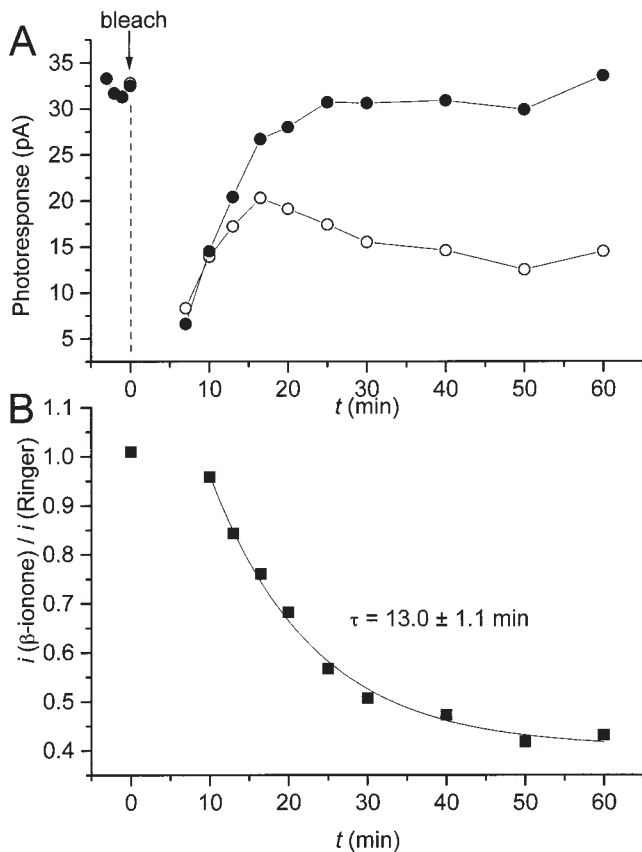 bleach
A
35
30
25
20
15
10
5
Photoresponse (pA)
0 10 20 30 40 50 60
t (min)
B
1.1
1.0
0.9
0.8
0.7
0.6
0.5
0.4
i (β-ionone) / i (Ringer)
τ = 13.0 ± 1.1 min
0 10 20 30 40 50 60
t (min)